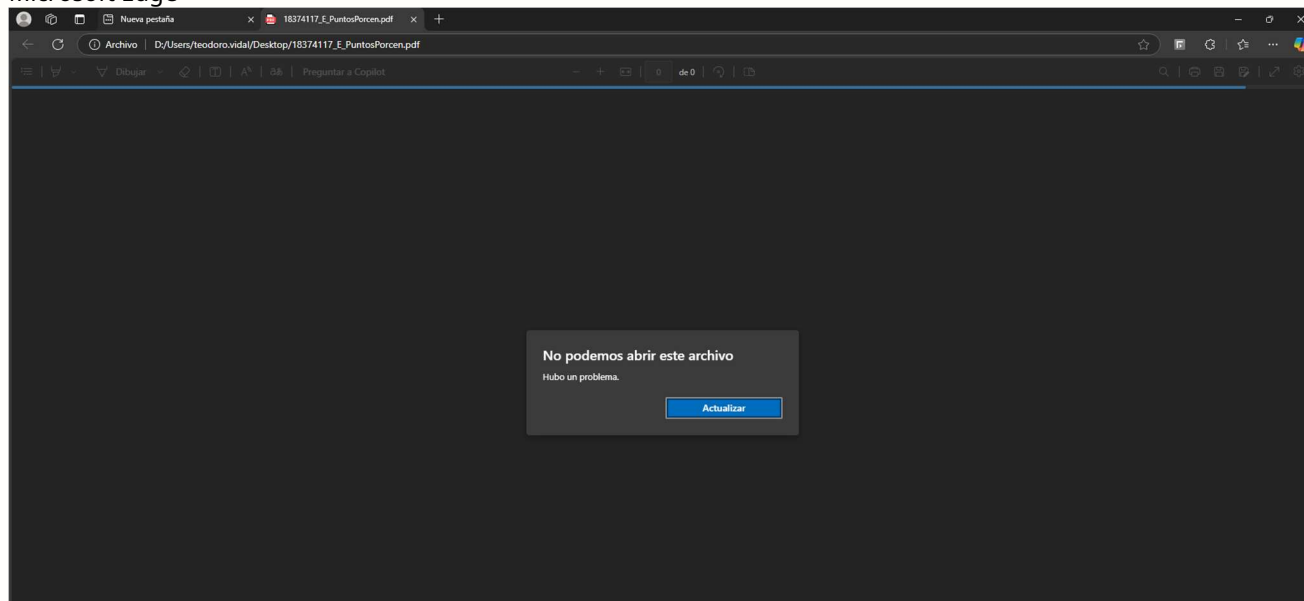 Microsoft Edge
Nueva pestaña
18374117_E_PuntosPorcen.pdf
Archivo | D:/Users/teodoro.vidal/Desktop/18374117_E_PuntosPorcen.pdf
Dibujar
Preguntar a Copilot
0 de 0
No podemos abrir este archivo
Hubo un problema.
Actualizar